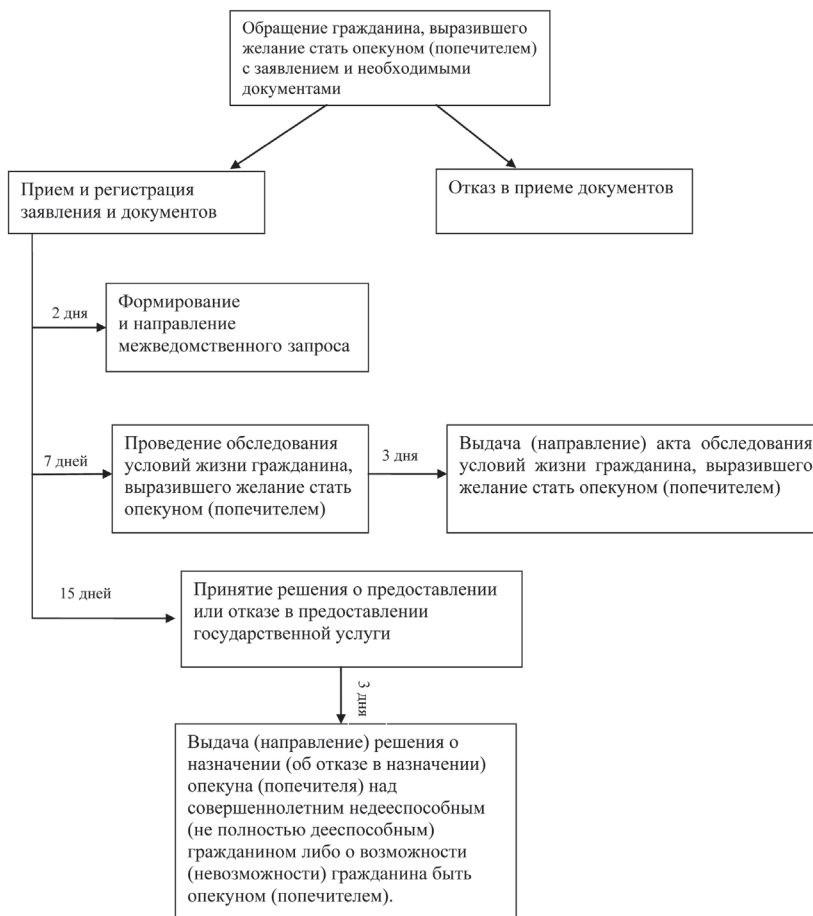 Обращение гражданина, выразившего
желание стать опекуном (попечителем)
с заявлением и необходимыми
документами
Прием и регистрация
заявления и документов
Отказ в приеме документов
2 дня
Формирование
и направление
межведомственного запроса
7 дней
Проведение обследования
условий жизни гражданина,
выразившего желание стать
опекуном (попечителем)
3 дня
Выдача (направление) акта обследования
условий жизни гражданина, выразившего
желание стать опекуном (попечителем)
15 дней
Принятие решения о предоставлении
или отказе в предоставлении
государственной услуги
3 дня
Выдача (направление) решения о
назначении (об отказе в назначении)
опекуна (попечителя) над
совершеннолетним недееспособным
(не полностью дееспособным)
гражданином либо о возможности
(невозможности) гражданина быть
опекуном (попечителем).